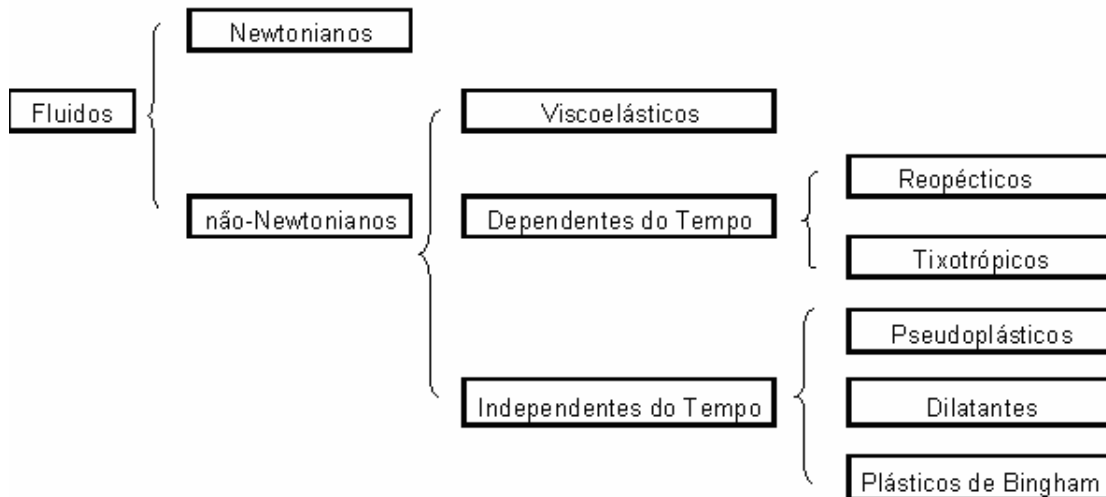 Newtonianos
Fluidos
Viscoelásticos
Reopécticos
não-Newtonianos
Dependentes do Tempo
Tixotrópicos
Pseudoplásticos
Independentes do Tempo
Dilatantes
Plásticos de Bingham